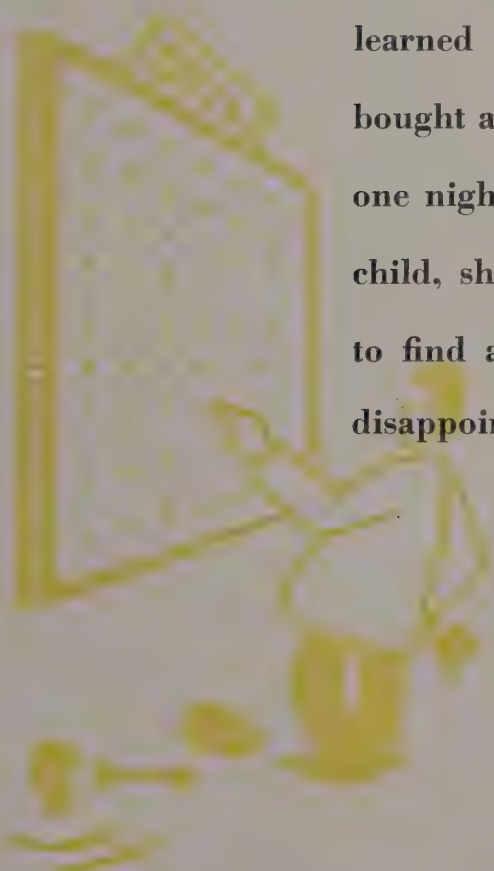 learned
bought a
one nigh
child, sh
to find a
disappoi